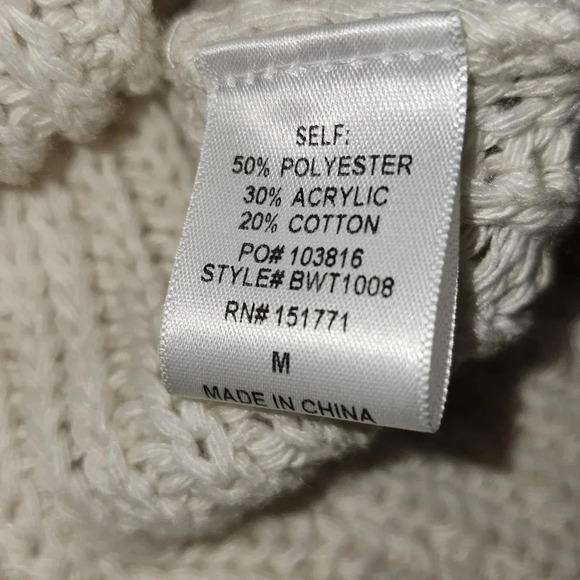 SELF:
50% POLYESTER
30% ACRYLIC
20% COTTON
PO# 103816
STYLE# BWT1008
RN# 151771
M
MADE IN CHINA